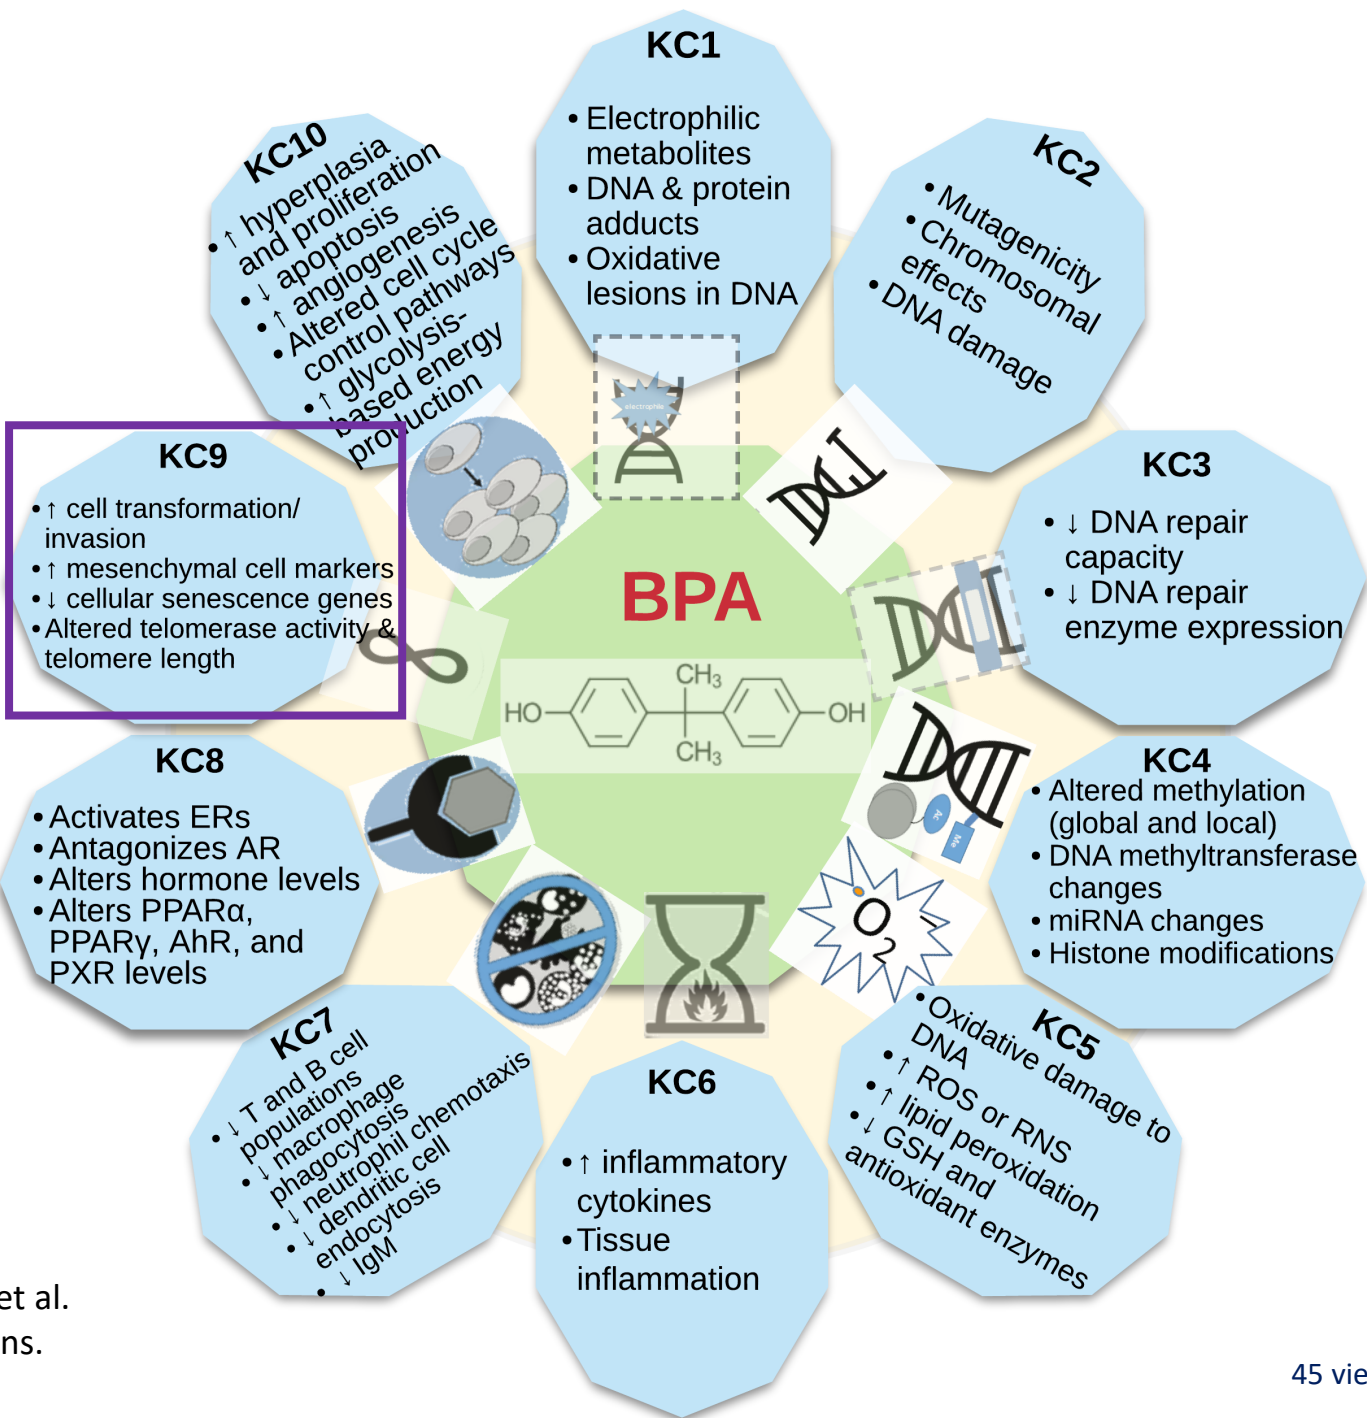 KC1
• Electrophilic
metabolites
• DNA & protein
adducts
• Oxidative
lesions in DNA
KC2
• Mutagenicity
• Chromosomal
effects
• DNA damage
KC3
• ↓ DNA repair
capacity
• ↓ DNA repair
enzyme expression
KC4
• Altered methylation
(global and local)
• DNA methyltransferase
changes
• miRNA changes
• Histone modifications
KC5
• Oxidative damage to
DNA
• ↑ ROS or RNS
• ↑ lipid peroxidation
• ↓ GSH and
antioxidant enzymes
KC6
• ↑ inflammatory
cytokines
• Tissue
inflammation
KC7
• ↓ T and B cell
populations
• ↓ macrophage
phagocytosis
• ↓ neutrophil chemotaxis
• ↓ dendritic cell
endocytosis
• ↓ IgM
KC8
• Activates ERs
• Antagonizes AR
• Alters hormone levels
• Alters PPARα,
PPARγ, AhR, and
PXR levels
KC9
• ↑ cell transformation/
invasion
• ↑ mesenchymal cell markers
• ↓ cellular senescence genes
• Altered telomerase activity &
telomere length
KC10
• ↑ hyperplasia
and proliferation
• ↓ apoptosis
• ↑ angiogenesis
• Altered cell cycle
control pathways
• ↑ glycolysis-
based energy
production
electrophile
BPA
CH₃
HO
OH
CH₃
Ac
Me
O₂⁻
et al.
ns.
45 vie